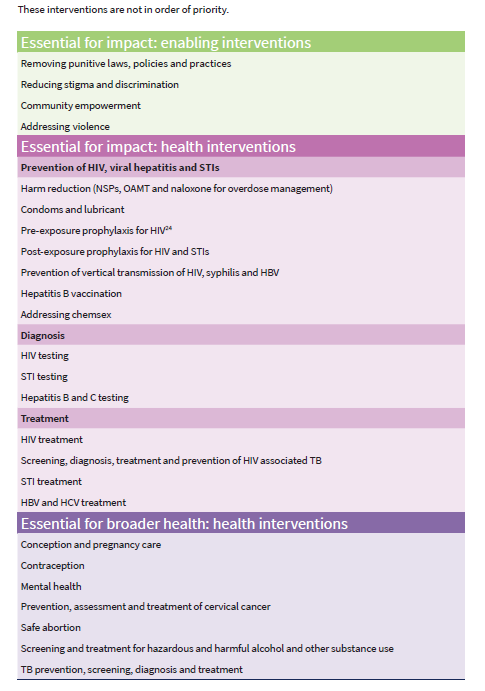 These interventions are not in order of priority.
Essential for impact: enabling interventions
Removing punitive laws, policies and practices
Reducing stigma and discrimination
Community empowerment
Addressing violence
Essential for impact: health interventions
Prevention of HIV, viral hepatitis and STIs
Harm reduction (NSPs, OAMT and naloxone for overdose management)
Condoms and lubricant
Pre-exposure prophylaxis for HIV²⁴
Post-exposure prophylaxis for HIV and STIs
Prevention of vertical transmission of HIV, syphilis and HBV
Hepatitis B vaccination
Addressing chemsex
Diagnosis
HIV testing
STI testing
Hepatitis B and C testing
Treatment
HIV treatment
Screening, diagnosis, treatment and prevention of HIV associated TB
STI treatment
HBV and HCV treatment
Essential for broader health: health interventions
Conception and pregnancy care
Contraception
Mental health
Prevention, assessment and treatment of cervical cancer
Safe abortion
Screening and treatment for hazardous and harmful alcohol and other substance use
TB prevention, screening, diagnosis and treatment